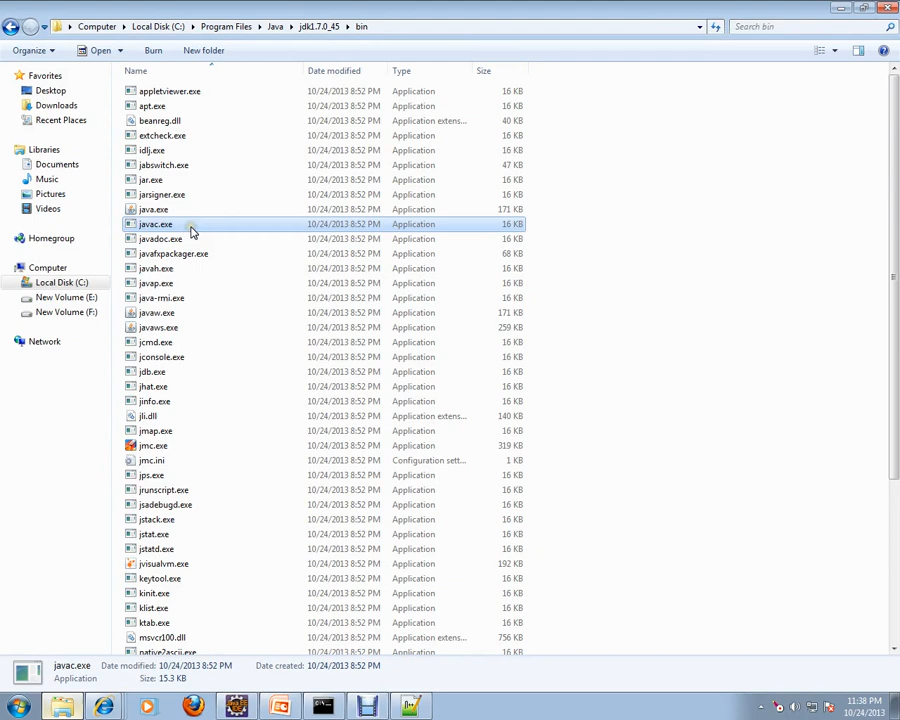 Computer ▸ Local Disk (C:) ▸ Program Files ▸ Java ▸ jdk1.7.0_45 ▸ bin
Search bin
Organize Open Burn New folder
Name Date modified Type Size
Favorites
Desktop
Downloads
Recent Places
Libraries
Documents
Music
Pictures
Videos
Homegroup
Computer
Local Disk (C:)
New Volume (E:)
New Volume (F:)
Network
appletviewer.exe 10/24/2013 8:52 PM Application 16 KB
apt.exe 10/24/2013 8:52 PM Application 16 KB
beanreg.dll 10/24/2013 8:52 PM Application extens... 40 KB
extcheck.exe 10/24/2013 8:52 PM Application 16 KB
idlj.exe 10/24/2013 8:52 PM Application 16 KB
jabswitch.exe 10/24/2013 8:52 PM Application 47 KB
jar.exe 10/24/2013 8:52 PM Application 16 KB
jarsigner.exe 10/24/2013 8:52 PM Application 16 KB
java.exe 10/24/2013 8:52 PM Application 171 KB
javac.exe 10/24/2013 8:52 PM Application 16 KB
javadoc.exe 10/24/2013 8:52 PM Application 16 KB
javafxpackager.exe 10/24/2013 8:52 PM Application 68 KB
javah.exe 10/24/2013 8:52 PM Application 16 KB
javap.exe 10/24/2013 8:52 PM Application 16 KB
java-rmi.exe 10/24/2013 8:52 PM Application 16 KB
javaw.exe 10/24/2013 8:52 PM Application 171 KB
javaws.exe 10/24/2013 8:52 PM Application 259 KB
jcmd.exe 10/24/2013 8:52 PM Application 16 KB
jconsole.exe 10/24/2013 8:52 PM Application 16 KB
jdb.exe 10/24/2013 8:52 PM Application 16 KB
jhat.exe 10/24/2013 8:52 PM Application 16 KB
jinfo.exe 10/24/2013 8:52 PM Application 16 KB
jli.dll 10/24/2013 8:52 PM Application extens... 140 KB
jmap.exe 10/24/2013 8:52 PM Application 16 KB
jmc.exe 10/24/2013 8:52 PM Application 319 KB
jmc.ini 10/24/2013 8:52 PM Configuration sett... 1 KB
jps.exe 10/24/2013 8:52 PM Application 16 KB
jrunscript.exe 10/24/2013 8:52 PM Application 16 KB
jsadebugd.exe 10/24/2013 8:52 PM Application 16 KB
jstack.exe 10/24/2013 8:52 PM Application 16 KB
jstat.exe 10/24/2013 8:52 PM Application 16 KB
jstatd.exe 10/24/2013 8:52 PM Application 16 KB
jvisualvm.exe 10/24/2013 8:52 PM Application 192 KB
keytool.exe 10/24/2013 8:52 PM Application 16 KB
kinit.exe 10/24/2013 8:52 PM Application 16 KB
klist.exe 10/24/2013 8:52 PM Application 16 KB
ktab.exe 10/24/2013 8:52 PM Application 16 KB
msvcr100.dll 10/24/2013 8:52 PM Application extens... 756 KB
native2ascii.exe 10/24/2013 8:52 PM Application 16 KB
javac.exe Date modified: 10/24/2013 8:52 PM Date created: 10/24/2013 8:52 PM
Application Size: 15.3 KB
11:38 PM
10/24/2013